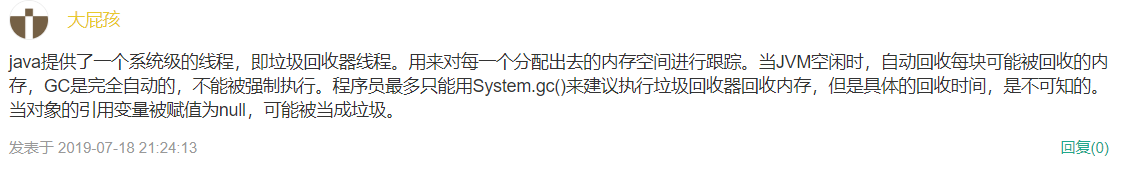 大屁孩
java提供了一个系统级的线程，即垃圾回收器线程。用来对每一个分配出去的内存空间进行跟踪。当JVM空闲时，自动回收每块可能被回收的内
存，GC是完全自动的，不能被强制执行。程序员最多只能用System.gc()来建议执行垃圾回收器回收内存，但是具体的回收时间，是不可知的。
当对象的引用变量被赋值为null，可能被当成垃圾。
发表于 2019-07-18 21:24:13 回复(0)